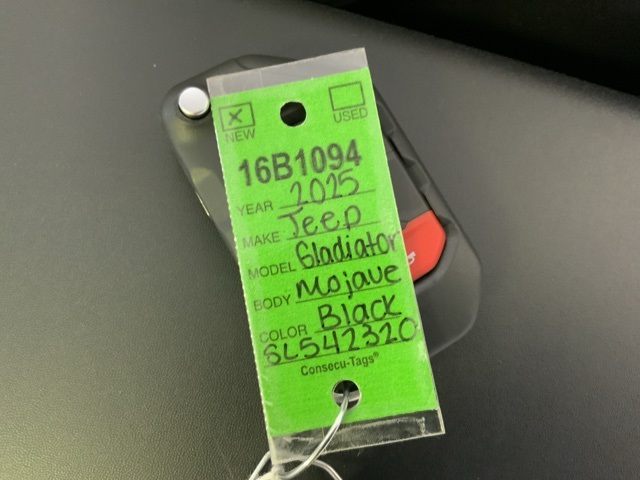 X
NEW USED
16B1094
YEAR 2025
MAKE Jeep
MODEL Gladiator
BODY Mojave
COLOR Black
SL542320
Consecu-Tags®